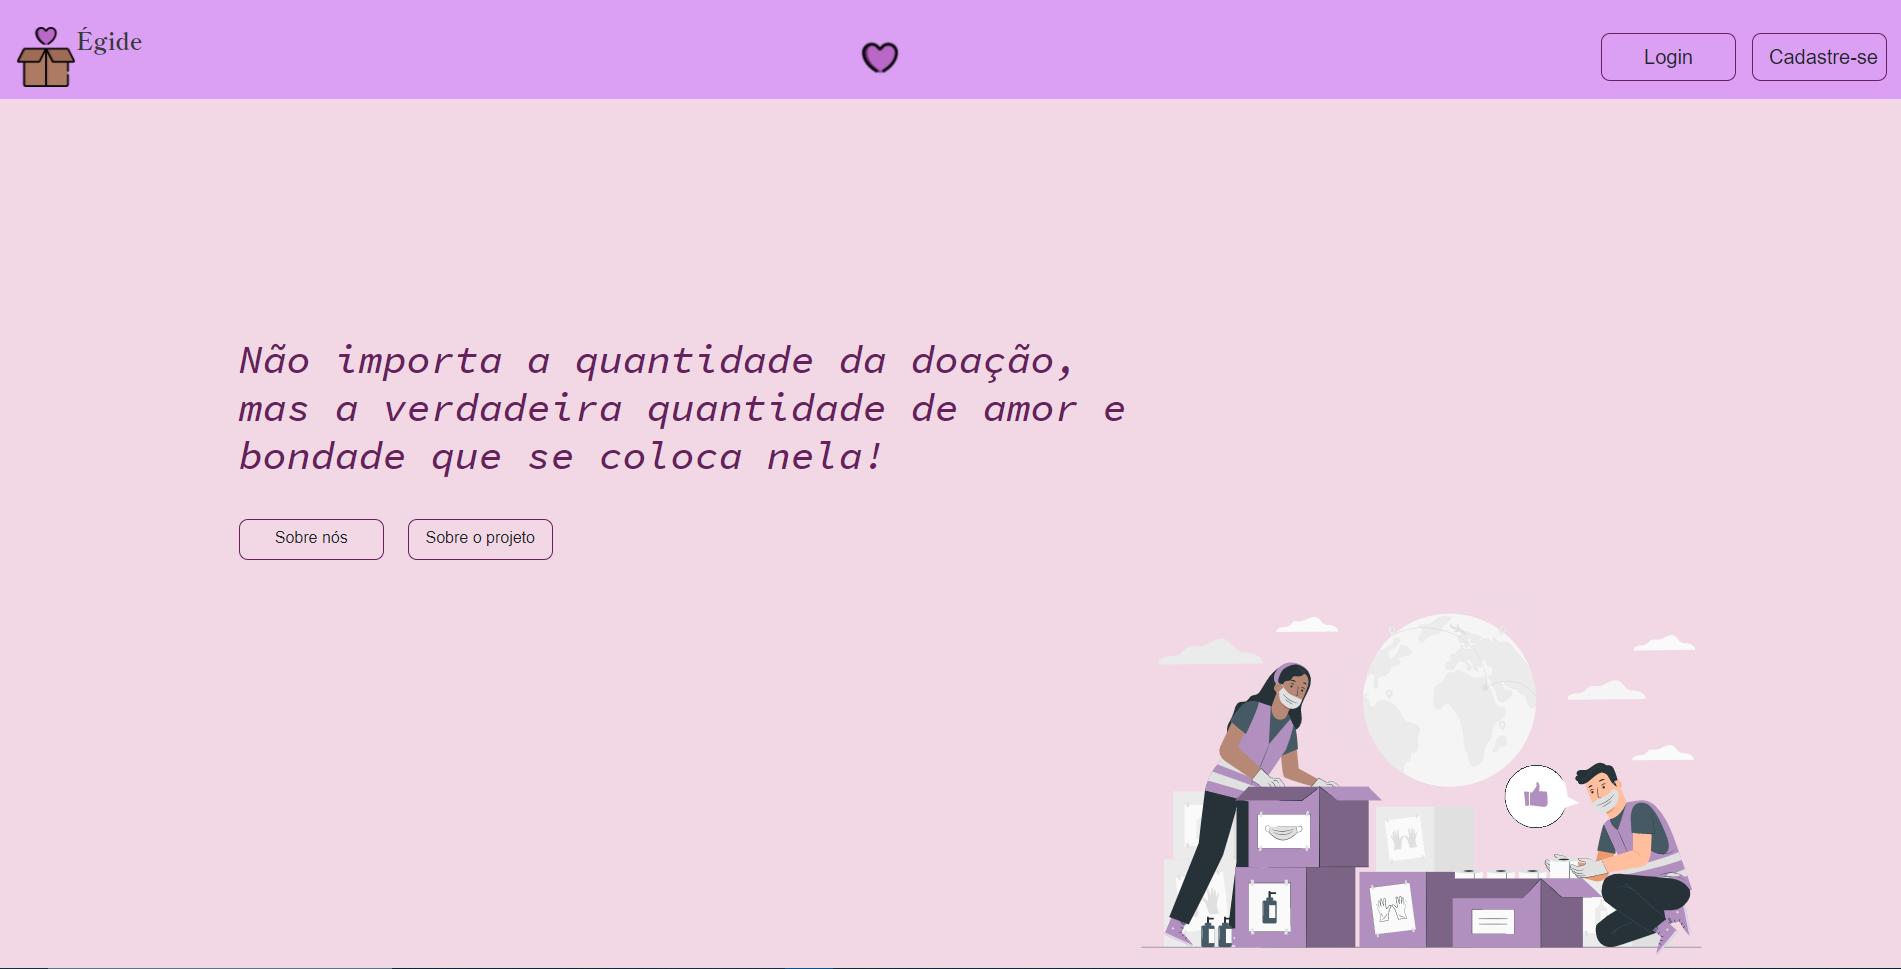 Égide
Login
Cadastre-se
Não importa a quantidade da doação,
mas a verdadeira quantidade de amor e
bondade que se coloca nela!
Sobre nós
Sobre o projeto